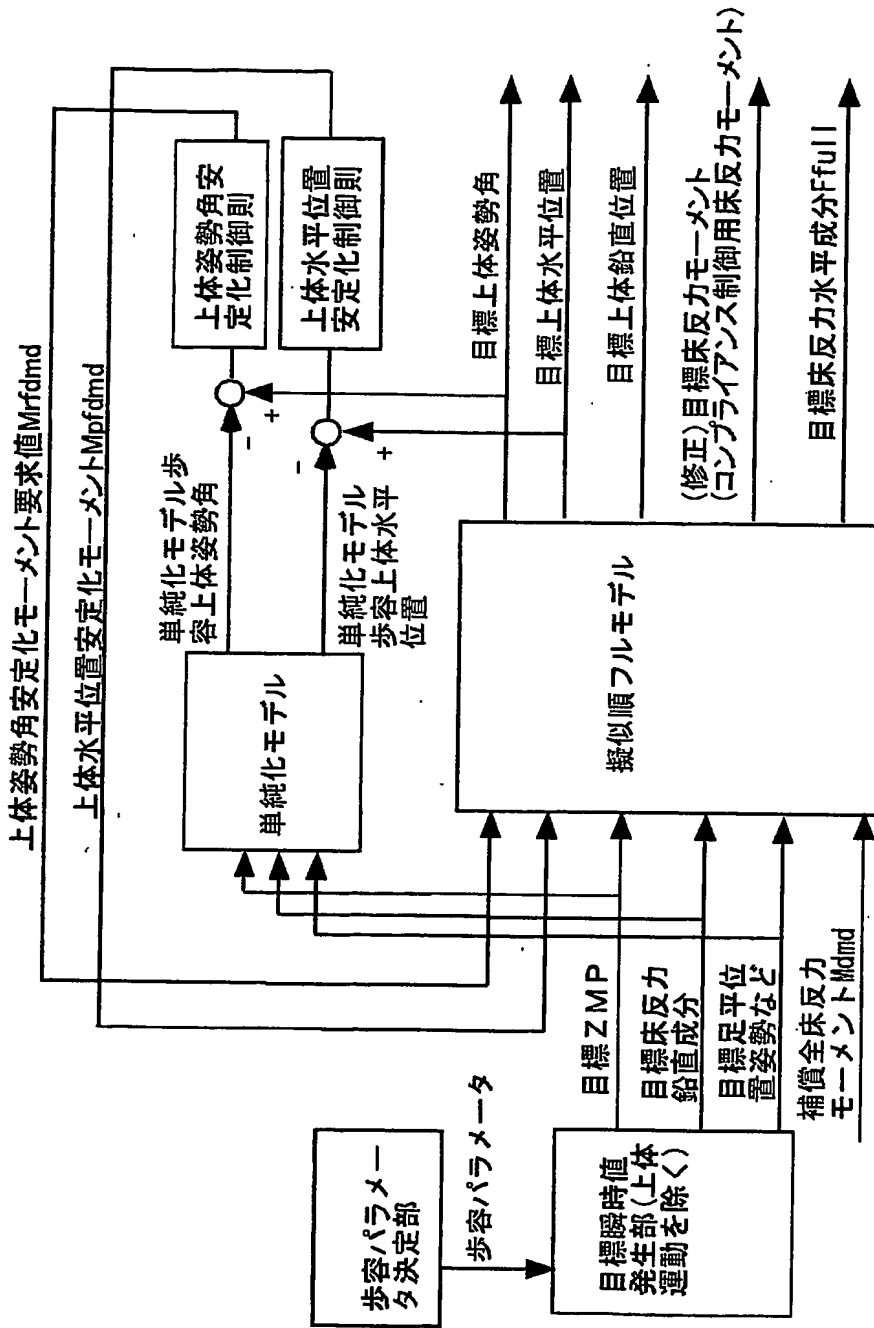 上体姿勢角安定化モーメント要求値Mrfdmd
上体水平位置安定化モーメントMpfdmd
上体姿勢角安
定化制御則
上体水平位置
安定化制御則
単純化モデル歩
容上体姿勢角
-
+
単純化モデル
歩容上体水平
位置
-
+
単純化モデル
歩容パラメー
タ決定部
歩容パラメータ
目標瞬時値
発生部(上体
運動を除く)
目標ZMP
目標床反力
鉛直成分
目標足平位
置姿勢など
補償全床反力
モーメントMdmd
擬似順フルモデル
目標上体姿勢角
目標上体水平位置
目標上体鉛直位置
(修正)目標床反力モーメント
(コンプライアンス制御用床反力モーメント)
目標床反力水平成分Ffull